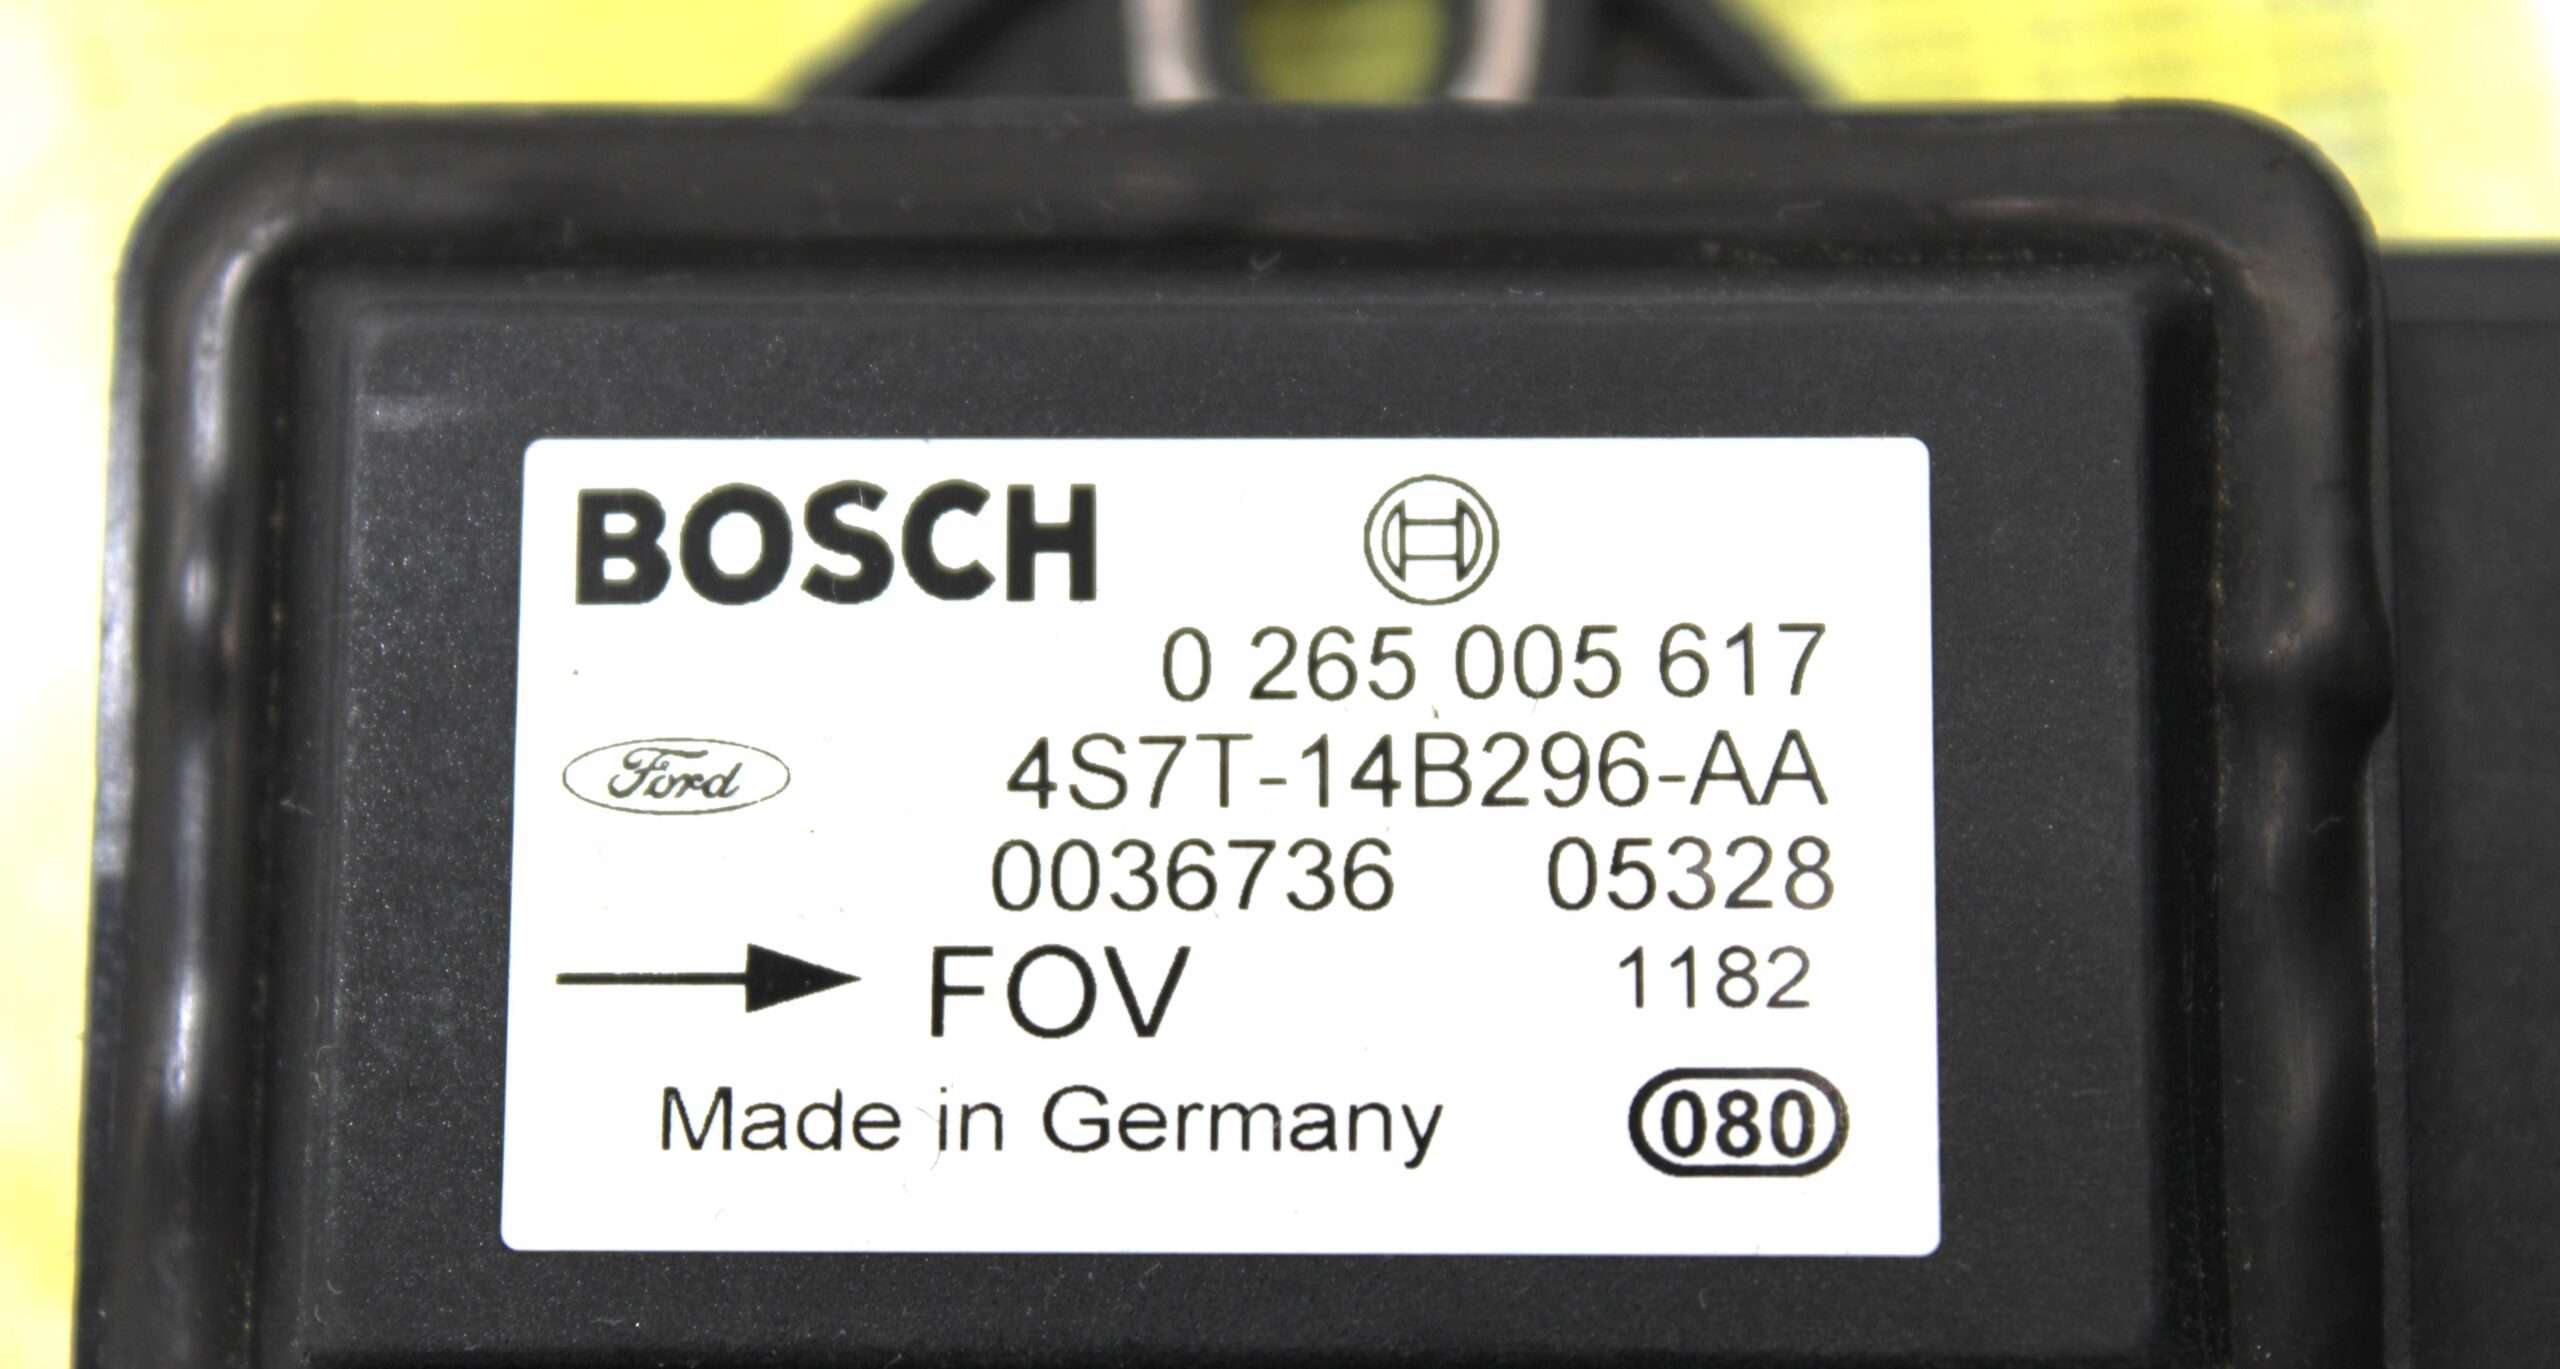 BOSCH
0 265 005 617
Ford 4S7T-14B296-AA
0036736 05328
FOV 1182
Made in Germany 080